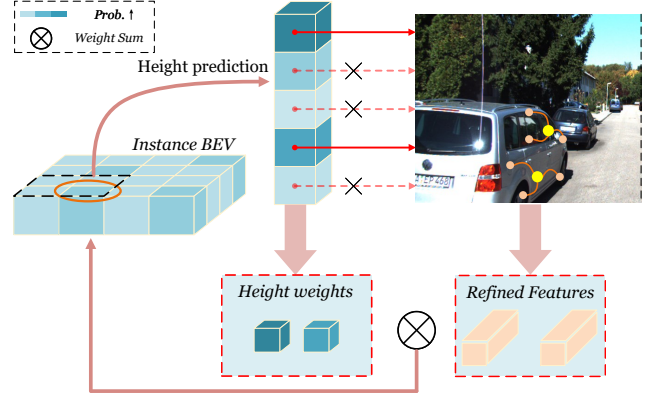 Prob. ↑
Weight Sum
Height prediction
Instance BEV
Height weights
Refined Features